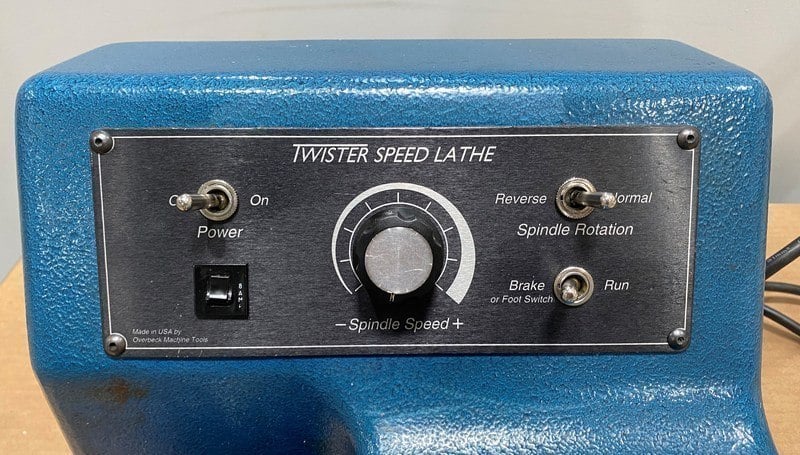 TWISTER SPEED LATHE
On
Power
Reverse
Spindle Rotation
Brake
or Foot Switch
Run
– Spindle Speed +
Made in USA by
Overbeck Machine Tools